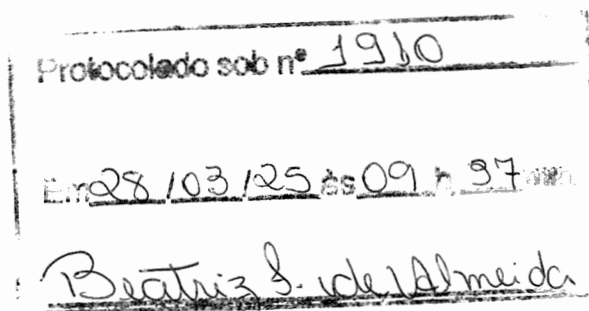 Protocolado sob nº 1910
Em 28/03/25 às 09 h 37 min
Beatriz S. de Almeida